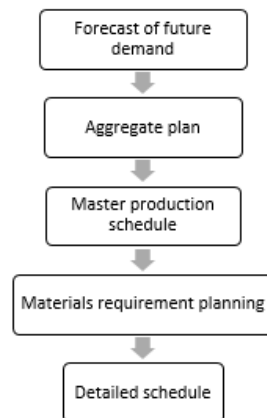 Forecast of future
demand
Aggregate plan
Master production
schedule
Materials requirement planning
Detailed schedule